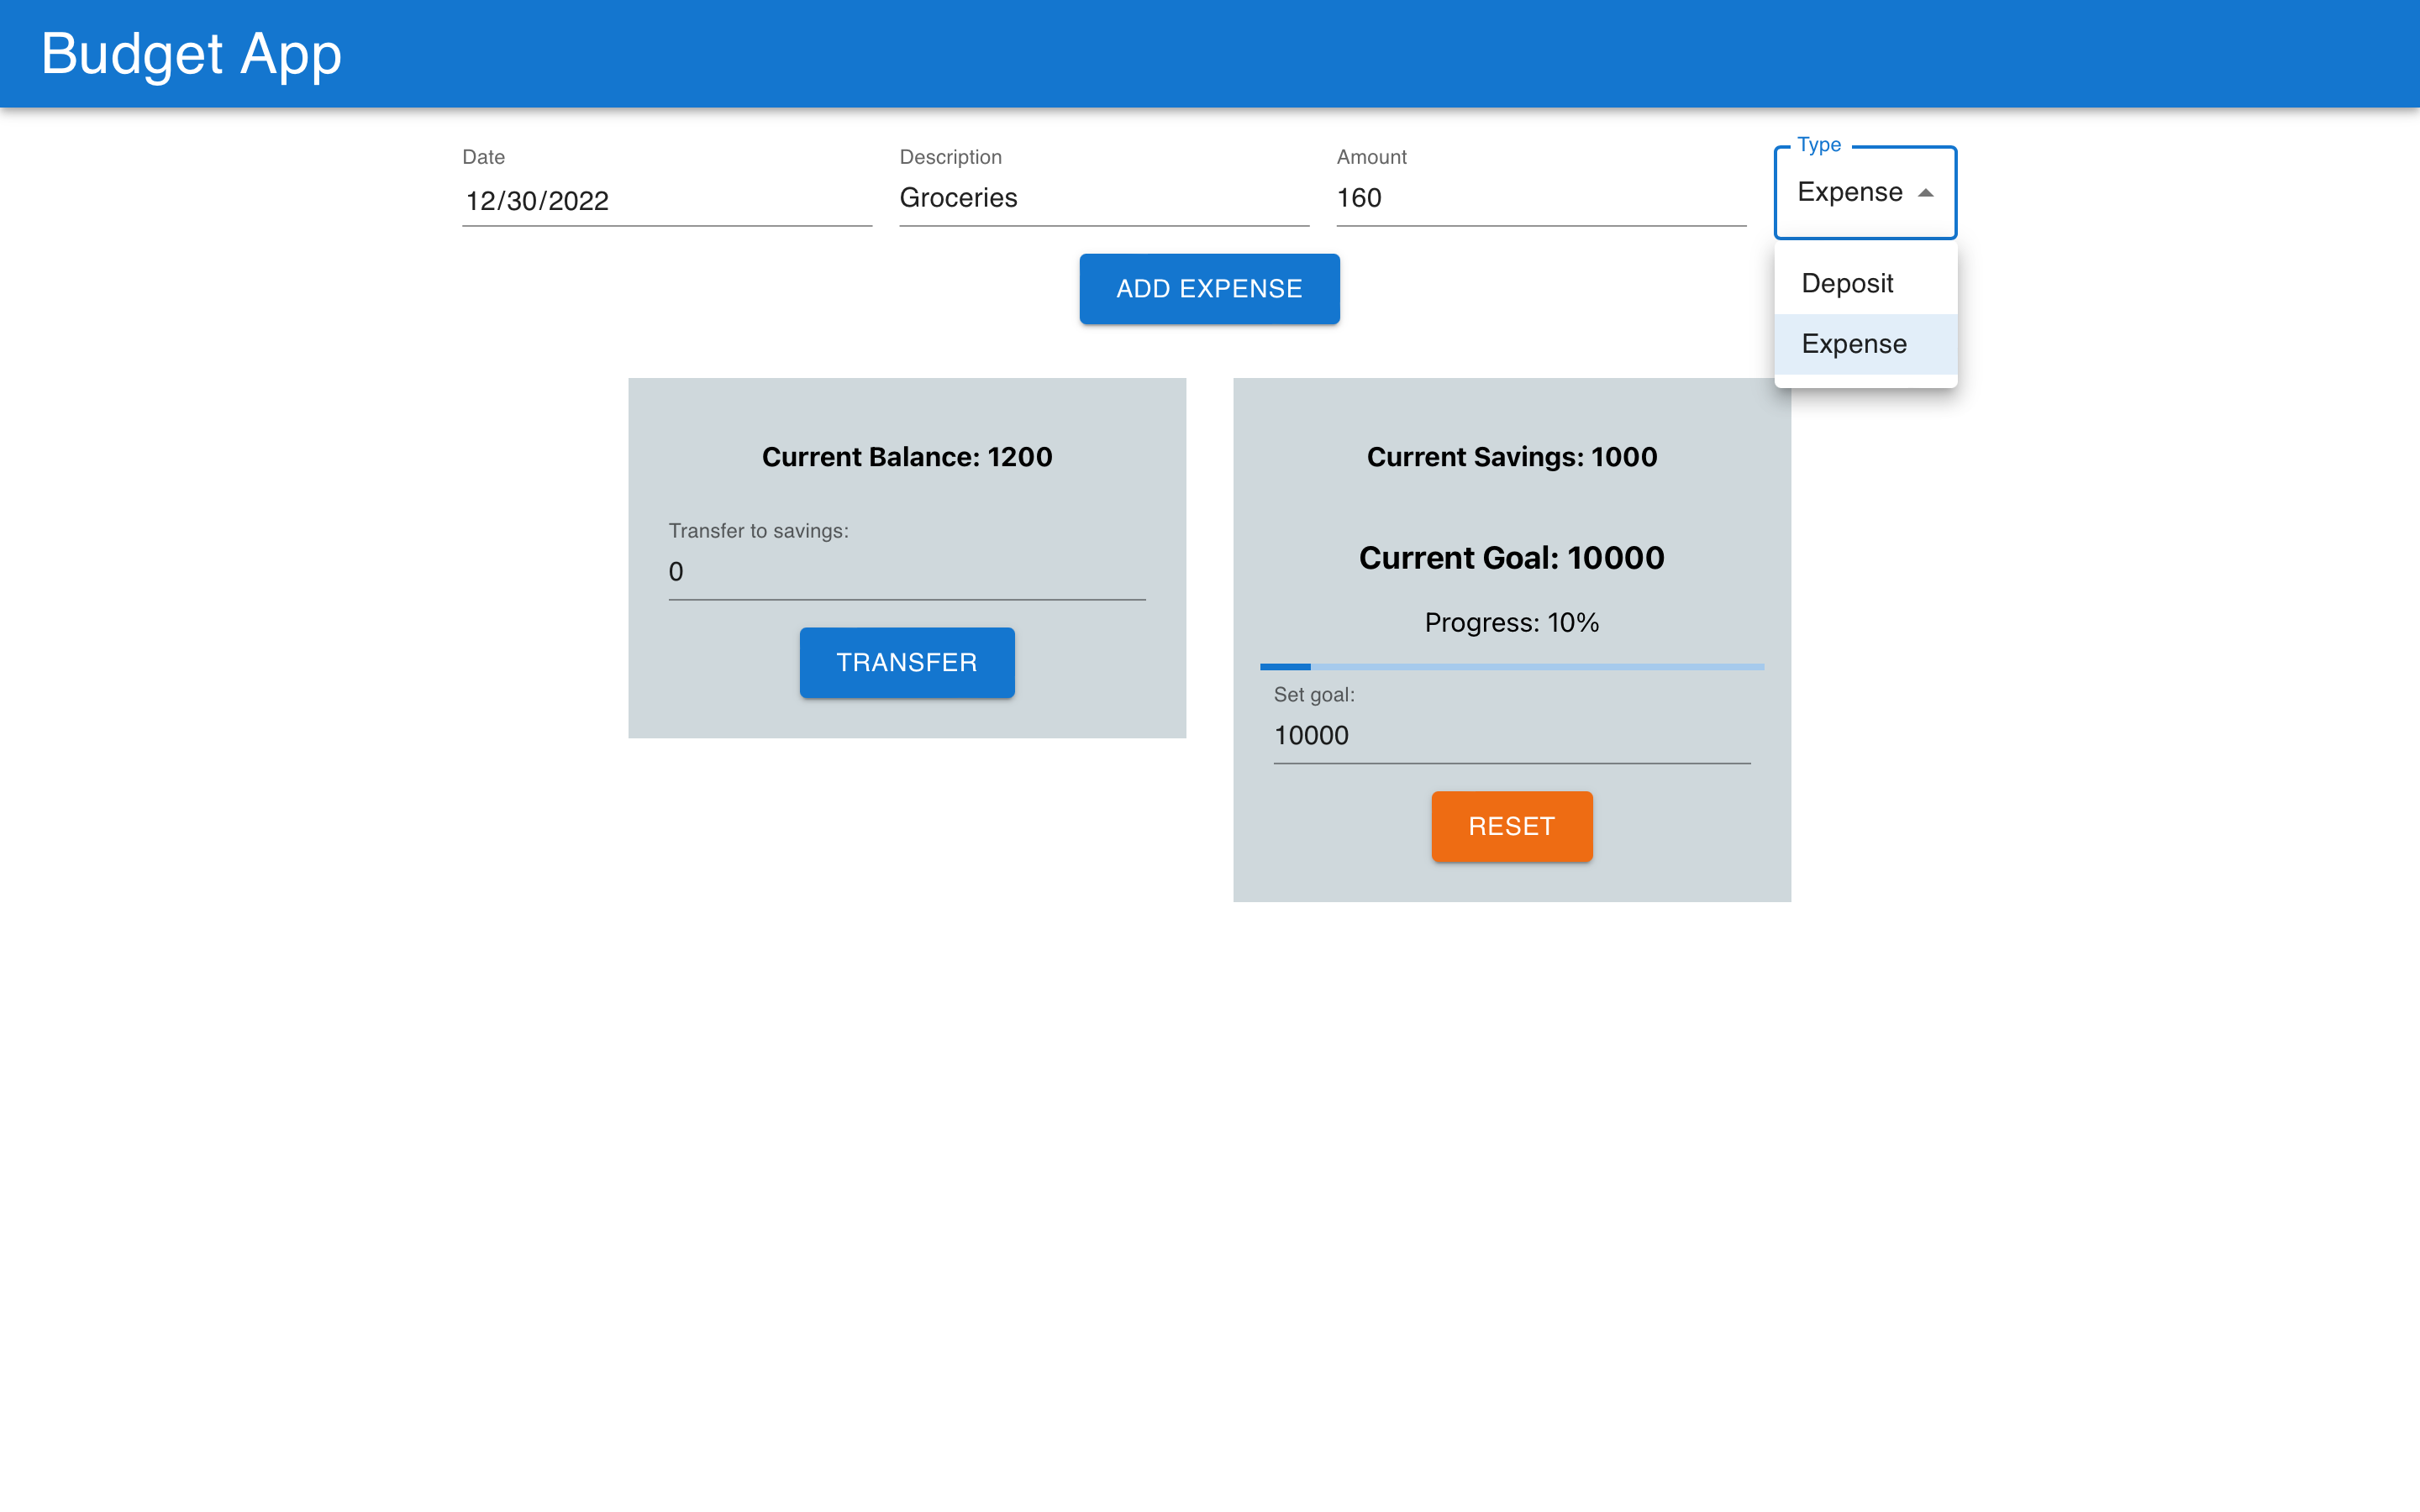 Budget App
Date
12/30/2022
Description
Groceries
Amount
160
Type
Expense
Deposit
Expense
ADD EXPENSE
Current Balance: 1200
Transfer to savings:
0
TRANSFER
Current Savings: 1000
Current Goal: 10000
Progress: 10%
Set goal:
10000
RESET